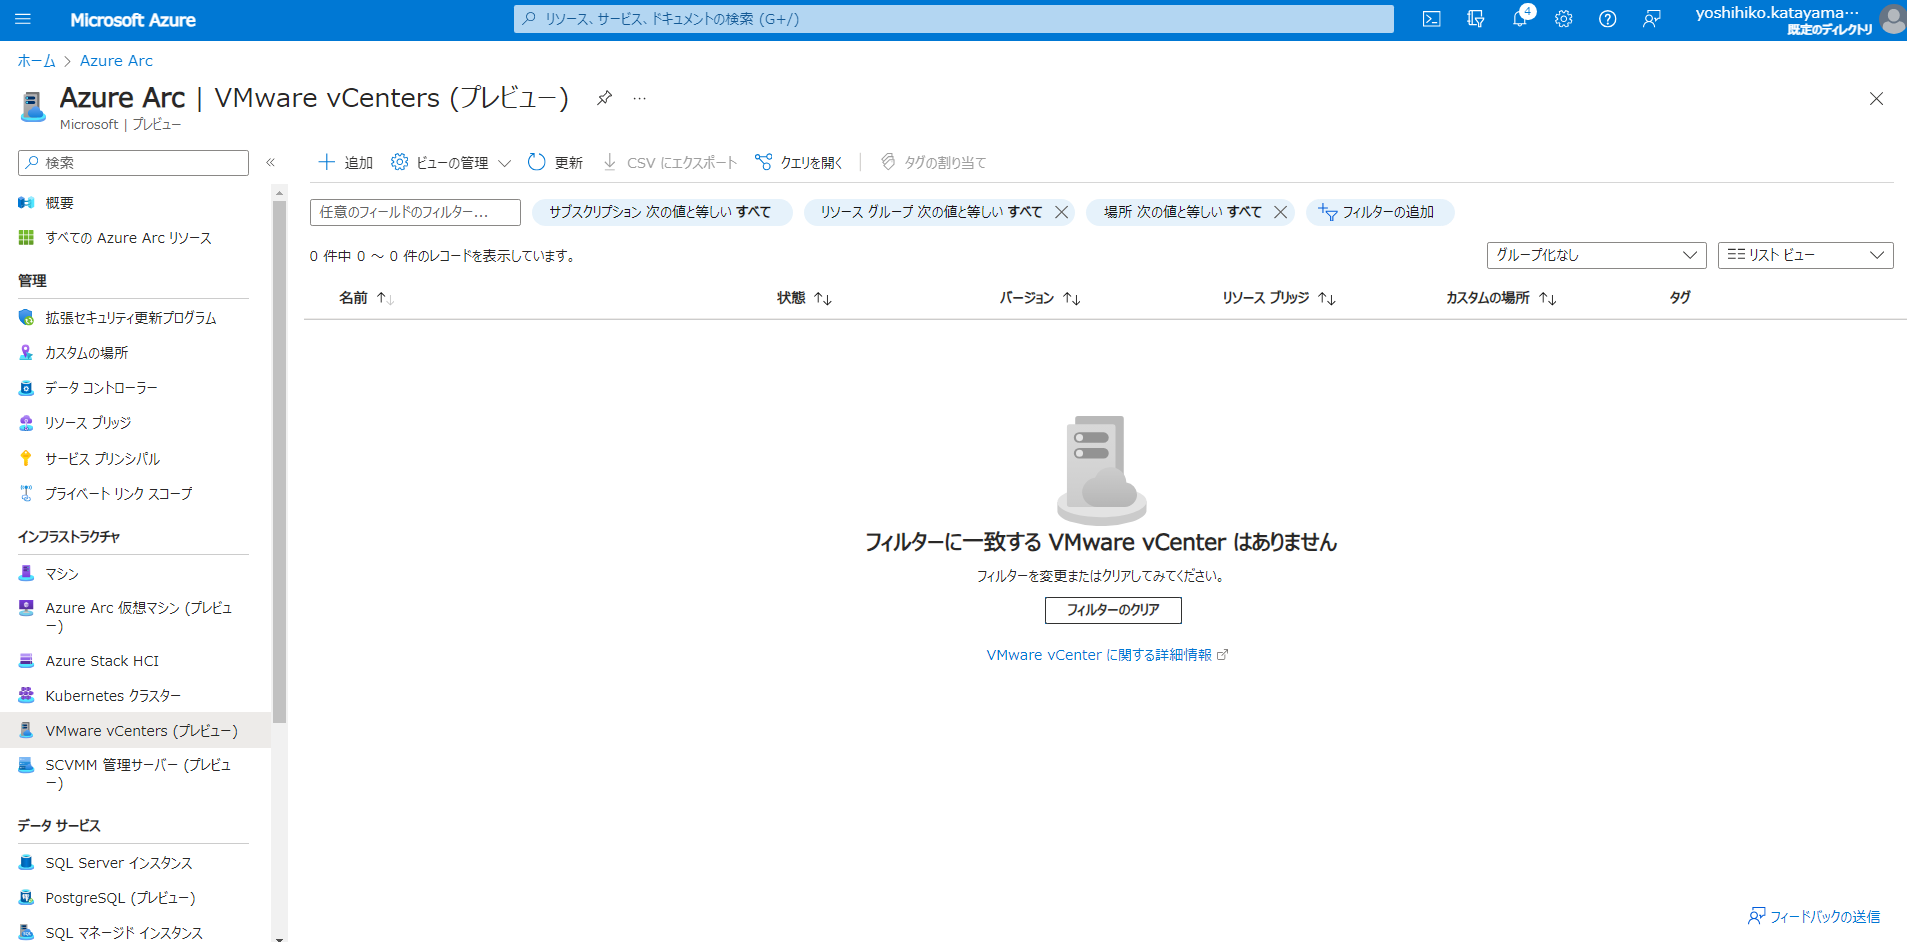 Microsoft Azure
リソース、サービス、ドキュメントの検索 (G+/)
4
yoshihiko.katayama…
既定のディレクトリ
ホーム > Azure Arc
Azure Arc | VMware vCenters (プレビュー) …
Microsoft | プレビュー
検索
«
追加
ビューの管理
更新
CSV にエクスポート
クエリを開く
タグの割り当て
概要
すべての Azure Arc リソース
管理
拡張セキュリティ更新プログラム
カスタムの場所
データ コントローラー
リソース ブリッジ
サービス プリンシパル
プライベート リンク スコープ
インフラストラクチャ
マシン
Azure Arc 仮想マシン (プレビュ
ー)
Azure Stack HCI
Kubernetes クラスター
VMware vCenters (プレビュー)
SCVMM 管理サーバー (プレビュ
ー)
データ サービス
SQL Server インスタンス
PostgreSQL (プレビュー)
SQL マネージド インスタンス
任意のフィールドのフィルター...
サブスクリプション 次の値と等しい すべて
リソース グループ 次の値と等しい すべて
場所 次の値と等しい すべて
フィルターの追加
0 件中 0 ～ 0 件のレコードを表示しています。
グループ化なし
リスト ビュー
名前 ↑↓
状態 ↑↓
バージョン ↑↓
リソース ブリッジ ↑↓
カスタムの場所 ↑↓
タグ
フィルターに一致する VMware vCenter はありません
フィルターを変更またはクリアしてみてください。
フィルターのクリア
VMware vCenter に関する詳細情報
フィードバックの送信